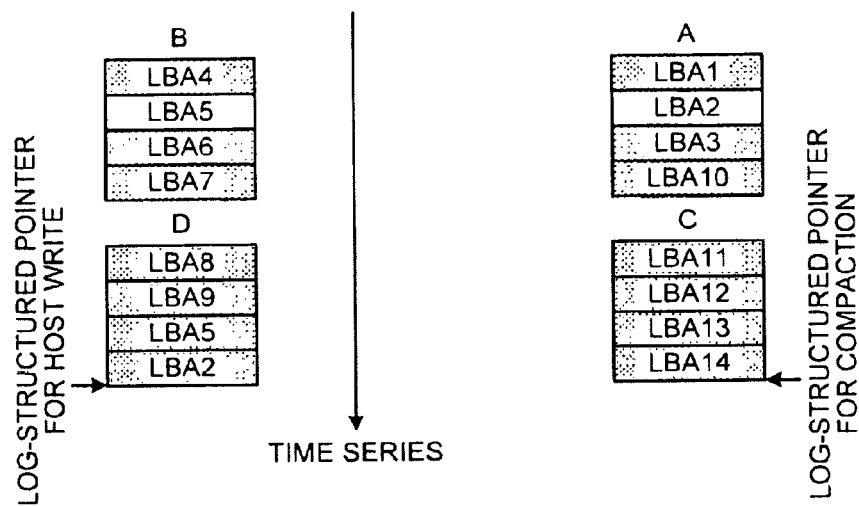 B
LBA4
LBA5
LBA6
LBA7
D
LBA8
LBA9
LBA5
LBA2
LOG-STRUCTURED POINTER
FOR HOST WRITE
TIME SERIES
A
LBA1
LBA2
LBA3
LBA10
C
LBA11
LBA12
LBA13
LBA14
LOG-STRUCTURED POINTER
FOR COMPACTION